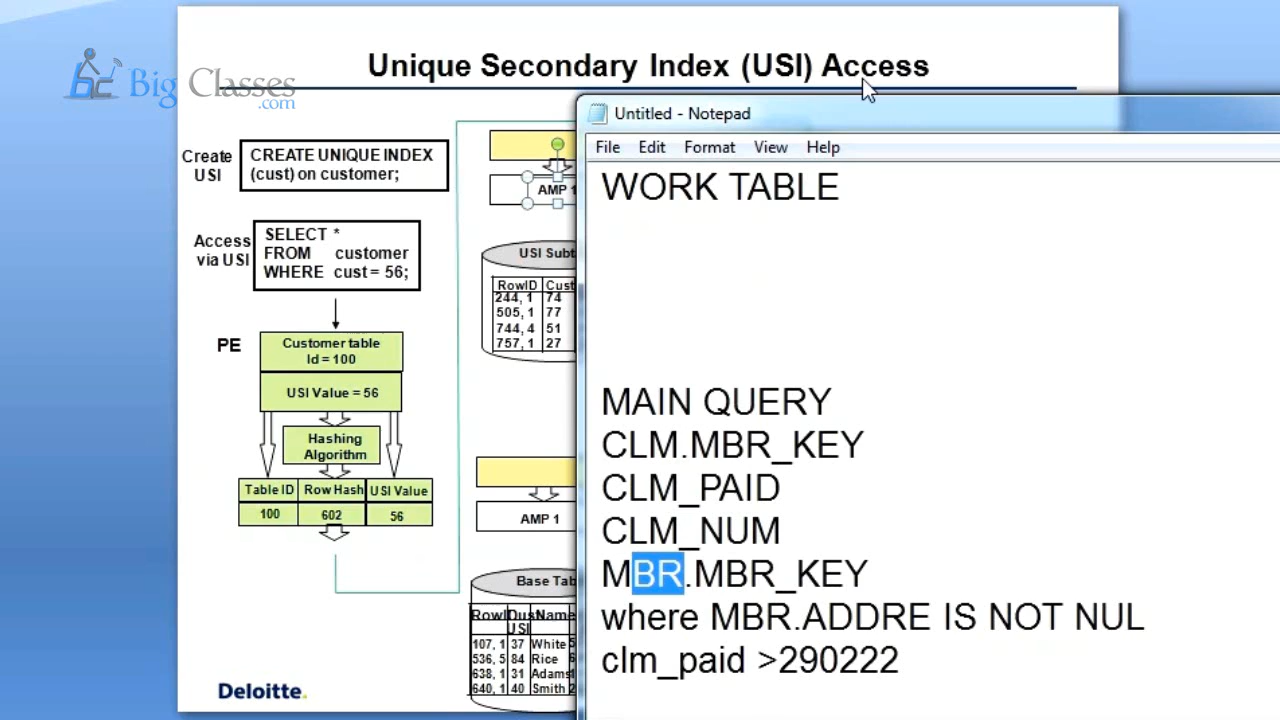 Unique Secondary Index (USI) Access
Big Classes
.com
Create
USI
CREATE UNIQUE INDEX
(cust) on customer;
Access
via USI
SELECT *
FROM customer
WHERE cust = 56;
PE
Customer table
Id = 100
USI Value = 56
Hashing
Algorithm
Table ID Row Hash USI Value
100 602 56
AMP 1
USI Subt
RowID Cust
244, 1 74
505, 1 77
744, 4 51
757, 1 27
AMP 1
Base Tab
Name
USI
107, 1 37 White
536, 5 84 Rice
638, 1 31 Adams
640, 1 40 Smith
Deloitte.
Untitled - Notepad
File Edit Format View Help
WORK TABLE
MAIN QUERY
CLM.MBR_KEY
CLM_PAID
CLM_NUM
MBR.MBR_KEY
where MBR.ADDRE IS NOT NUL
clm_paid >290222